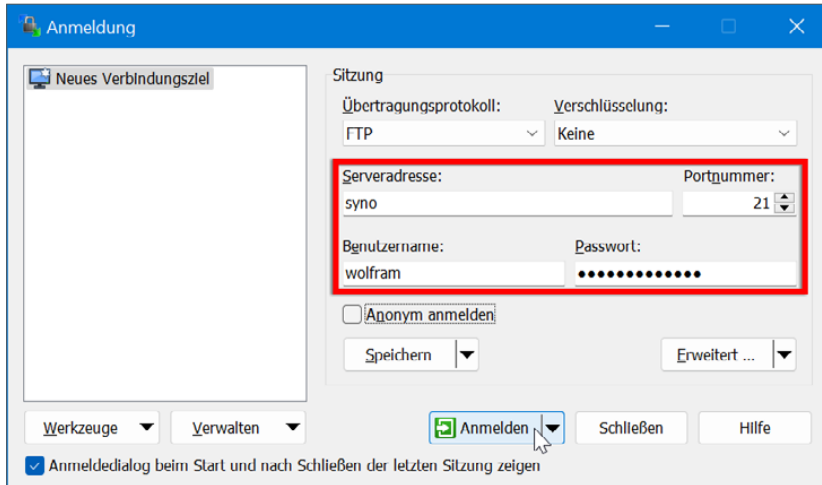 Anmeldung
Neues Verbindungsziel
Sitzung
Übertragungsprotokoll: Verschlüsselung:
FTP Keine
Serveradresse: Portnummer:
syno 21
Benutzername: Passwort:
wolfram •••••••••••••
Anonym anmelden
Speichern Erweitert ...
Werkzeuge Verwalten Anmelden Schließen Hilfe
Anmeldedialog beim Start und nach Schließen der letzten Sitzung zeigen